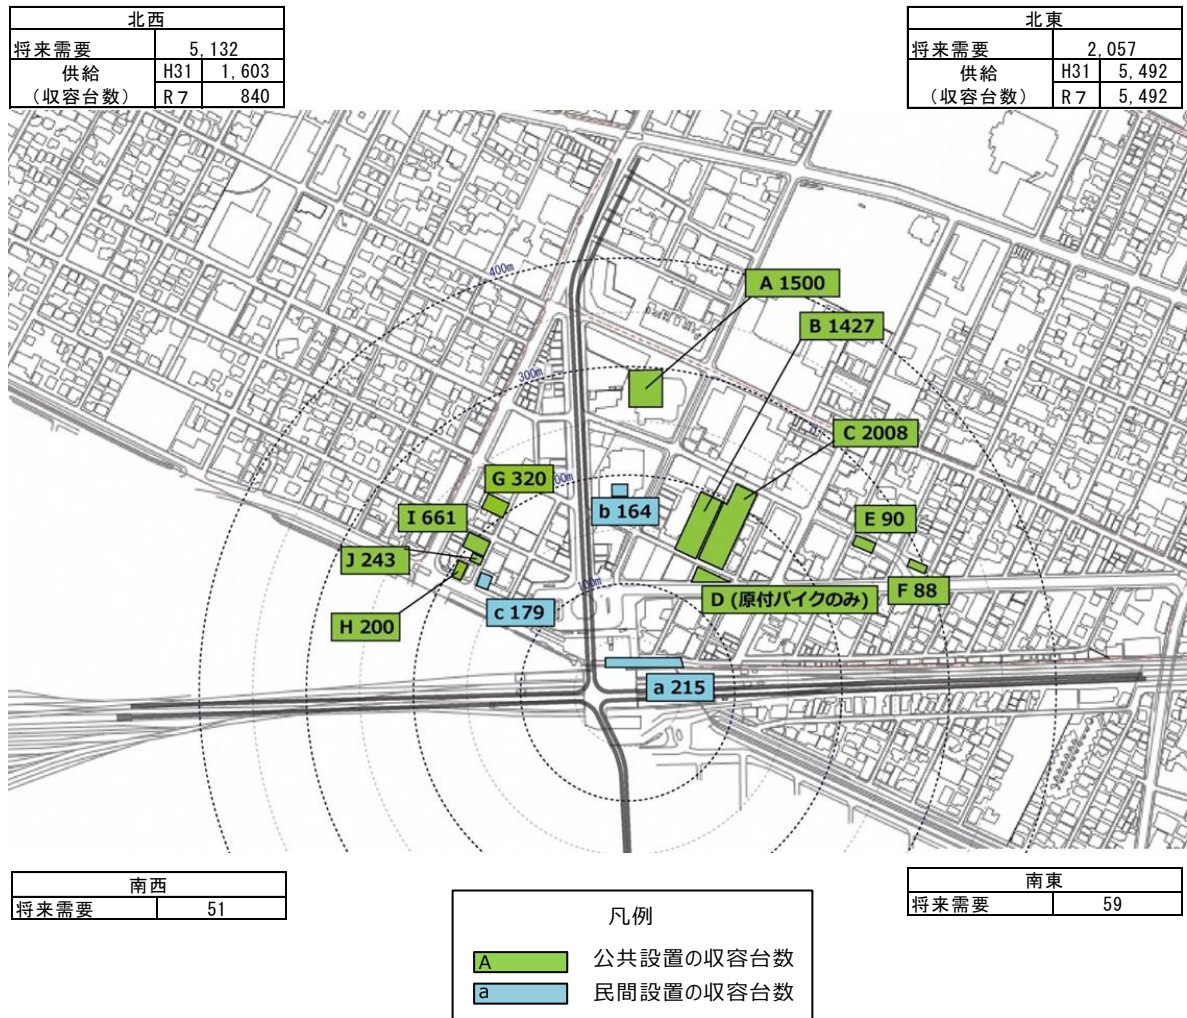 北西
将来需要 5,132
供給
（収容台数）
H31 1,603
R7 840
北東
将来需要 2,057
供給
（収容台数）
H31 5,492
R7 5,492
400m
A 1500
B 1427
300m
C 2008
G 320
00m
b 164
I 661
E 90
J 243
F 88
100m
D (原付バイクのみ)
c 179
H 200
a 215
南西
将来需要 51
南東
将来需要 59
凡例
A 公共設置の収容台数
a 民間設置の収容台数